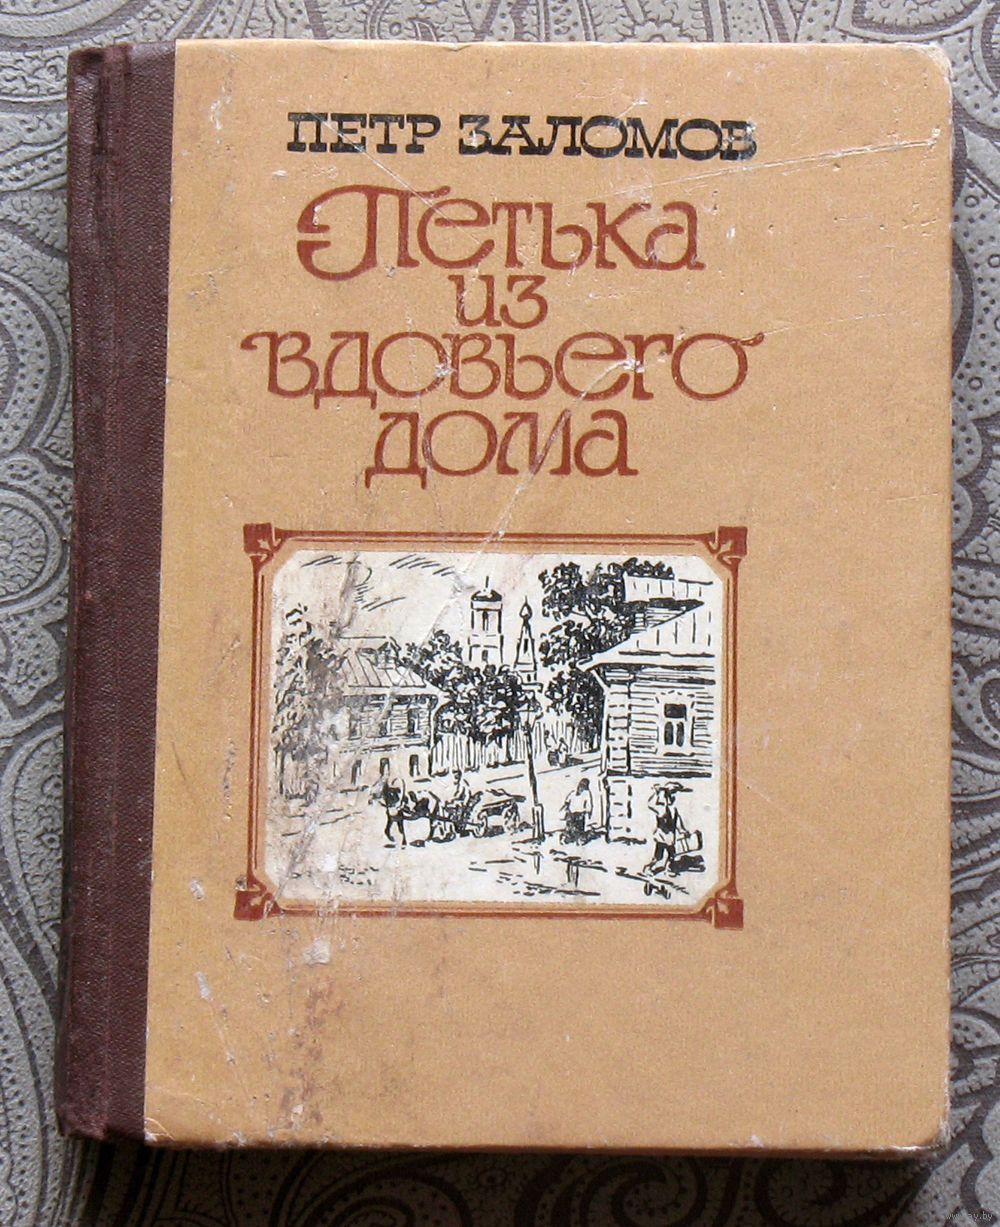 ПЕТР ЗАЛОМОВ
Петька
из
вдовьего
дома